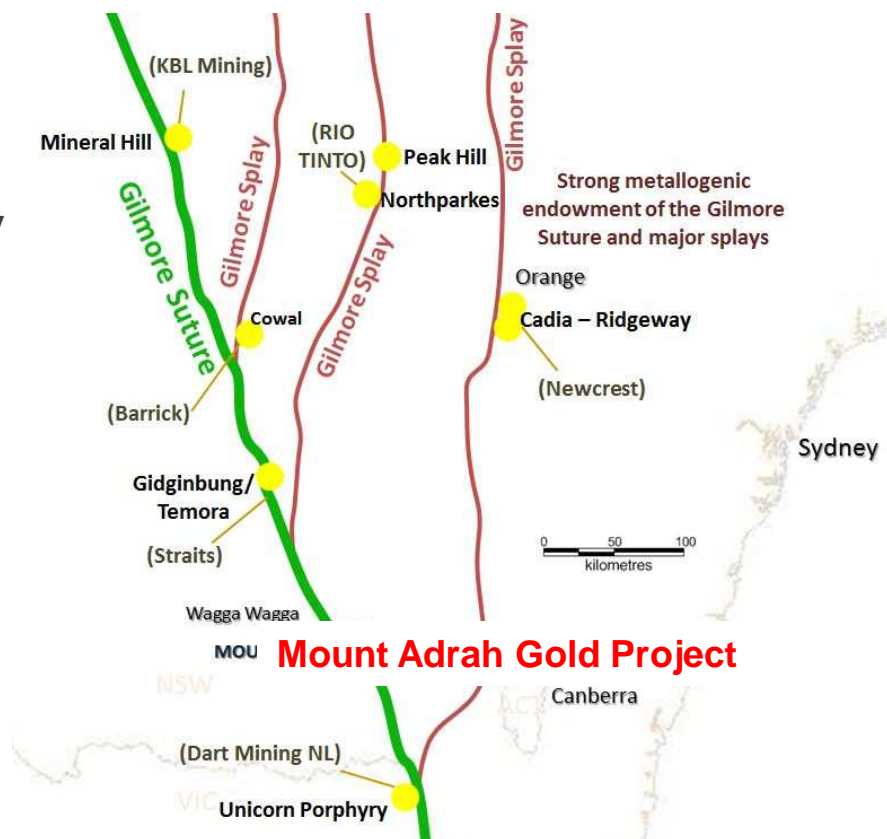 (KBL Mining)
Mineral Hill
Gilmore Suture
Gilmore Splay
(RIO
TINTO)
Peak Hill
Northparkes
Gilmore Splay
Gilmore Splay
Strong metallogenic
endowment of the Gilmore
Suture and major splays
Orange
Cadia – Ridgeway
(Newcrest)
Cowal
(Barrick)
Sydney
Gidginbung/
Temora
(Straits)
0 50 100
kilometres
Wagga Wagga
MOU
Mount Adrah Gold Project
NSW
ACT
Canberra
(Dart Mining NL)
VIC
Unicorn Porphyry